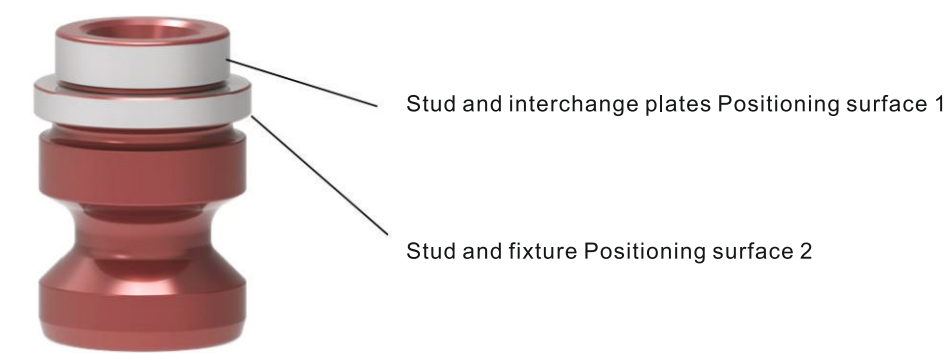 Stud and interchange plates Positioning surface 1
Stud and fixture Positioning surface 2